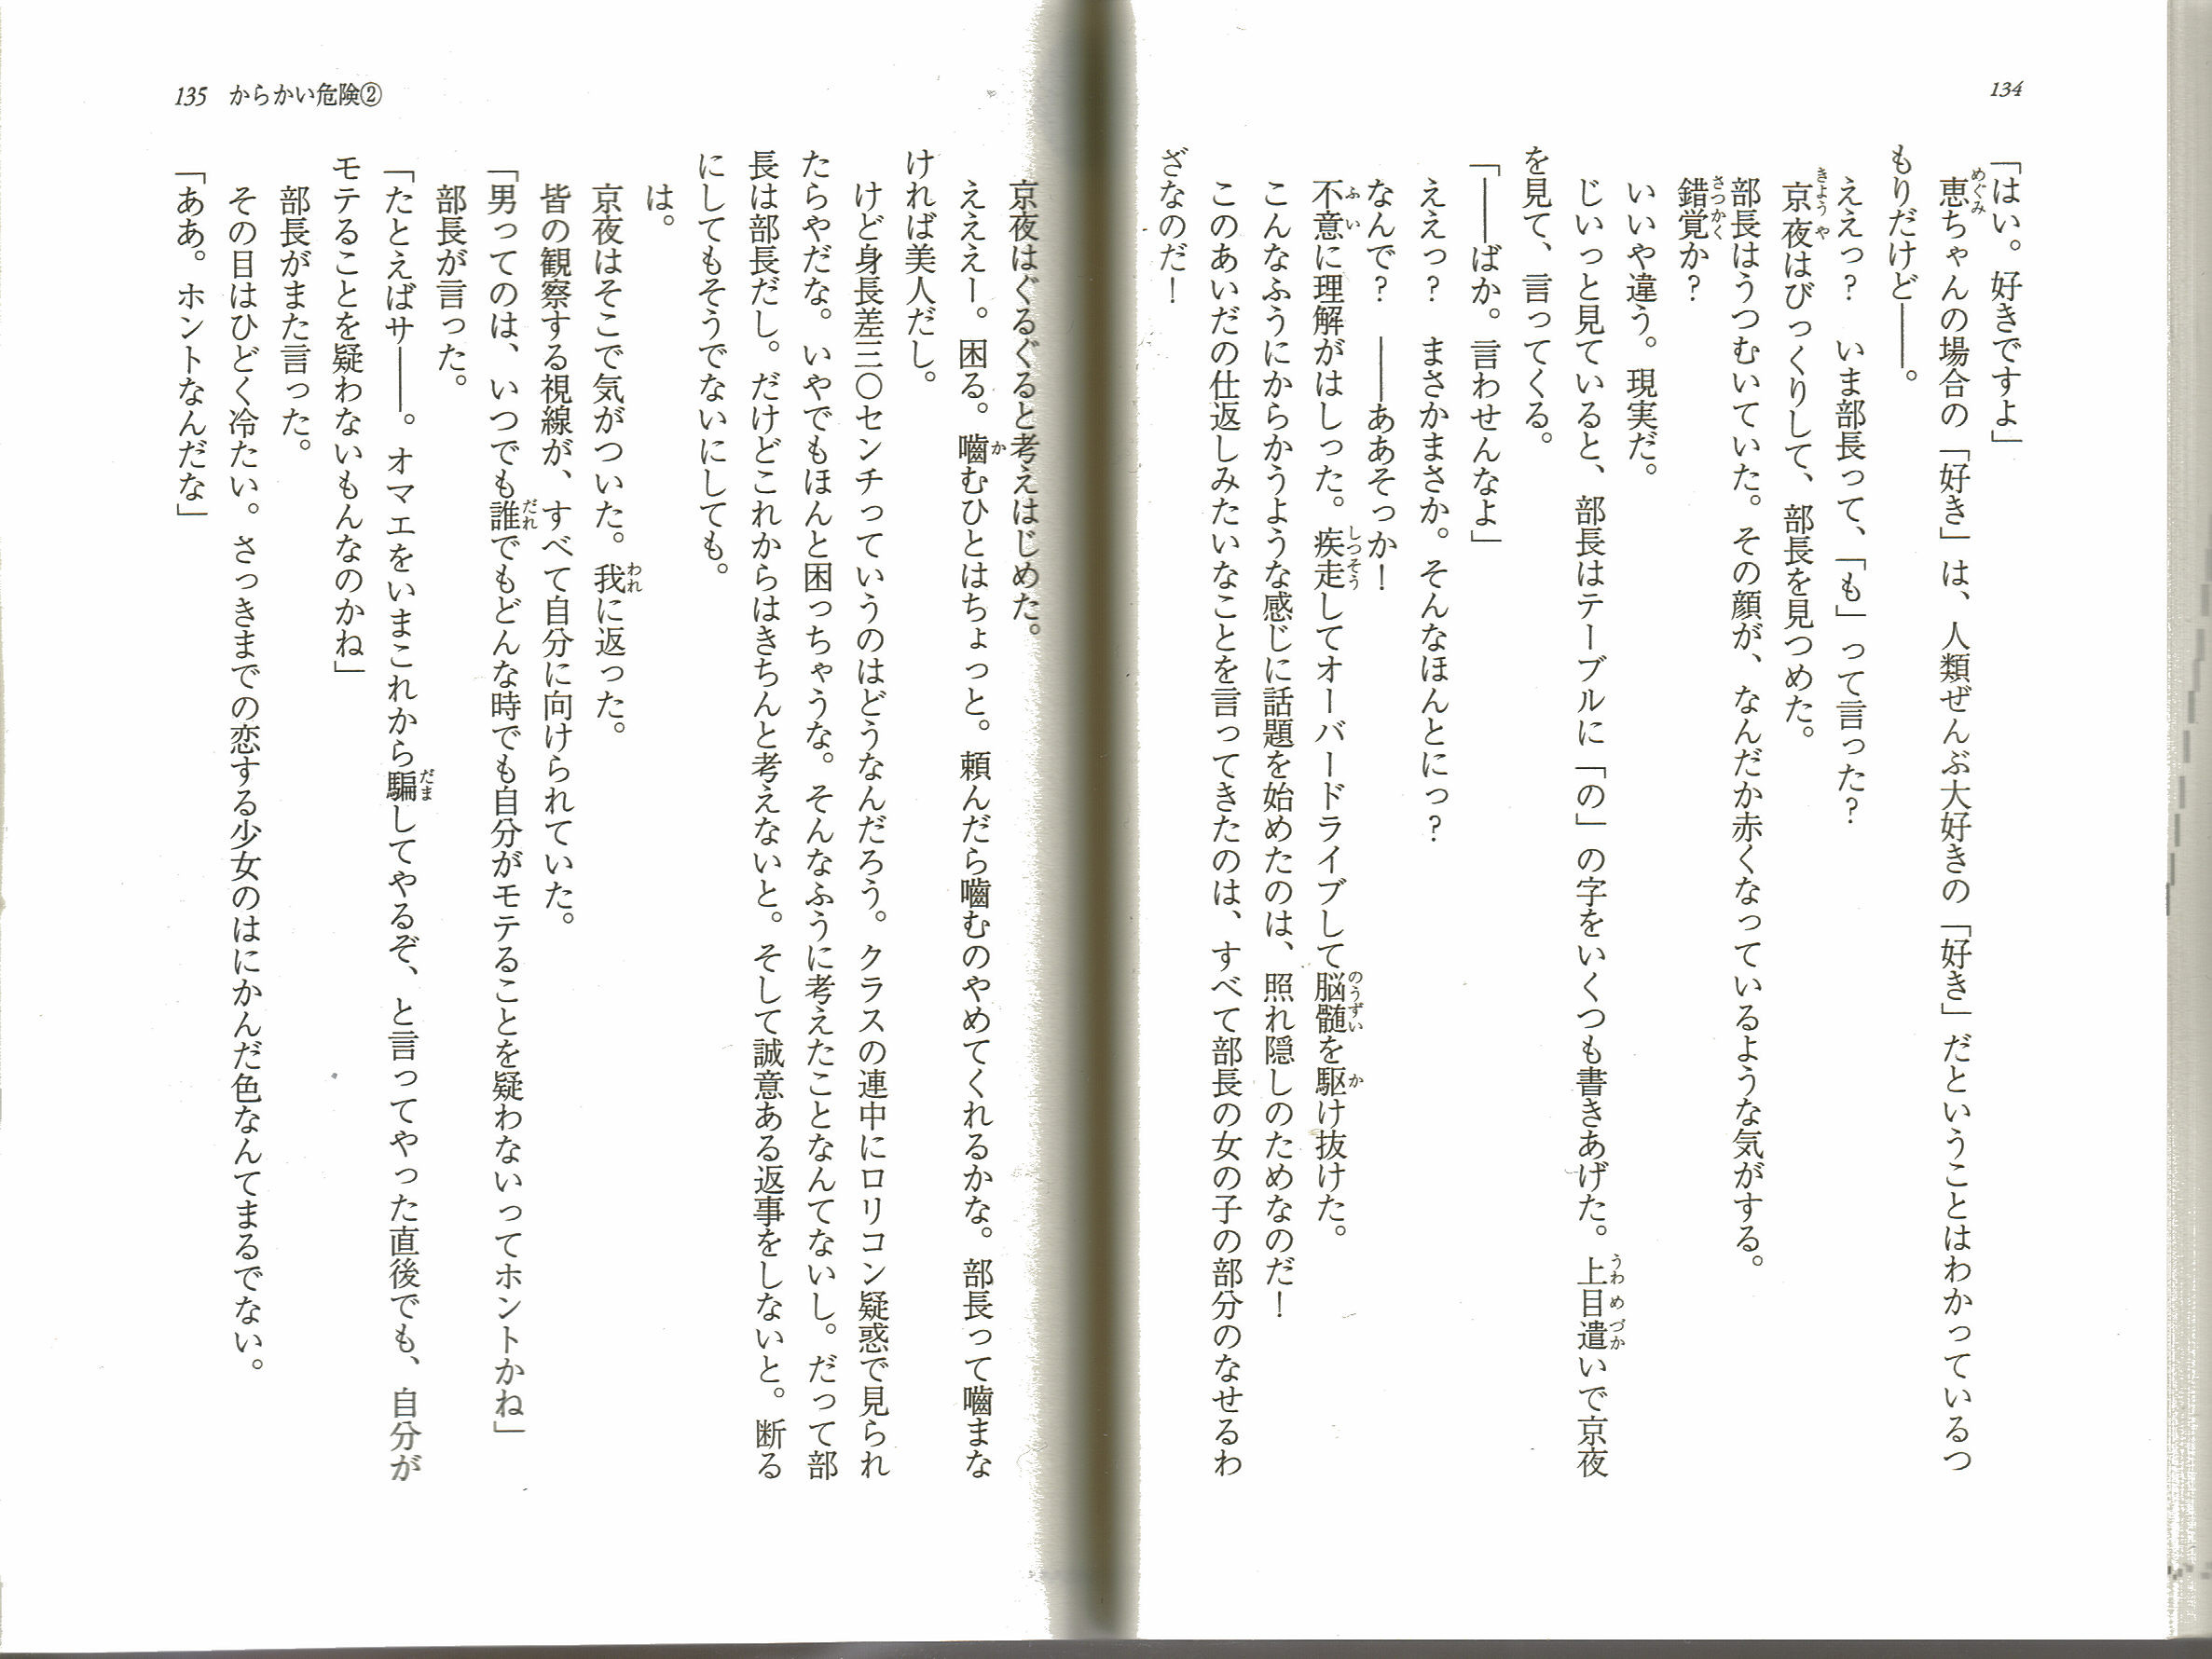 134
「はい。好きですよ」
恵ちゃんの場合の「好き」は、人類ぜんぶ大好きの「好き」だということはわかっているつ
もりだけど――。
ええっ？　いま部長って、「も」って言った？
京夜はびっくりして、部長を見つめた。
部長はうつむいていた。その顔が、なんだか赤くなっているような気がする。
錯覚か？
いいや違う。現実だ。
じいっと見ていると、部長はテーブルに「の」の字をいくつも書きあげた。上目遣いで京夜
を見て、言ってくる。
「――ばか。言わせんなよ」
ええっ？　まさかまさか。そんなほんとにっ？
なんで？　――ああそっか！
不意に理解がはしった。疾走してオーバードライブして脳髄を駆け抜けた。
こんなふうにからかうような感じに話題を始めたのは、照れ隠しのためなのだ！
このあいだの仕返しみたいなことを言ってきたのは、すべて部長の女の子の部分のなせるわ
ざなのだ！
135　からかい危険②
京夜はぐるぐると考えはじめた。
えええー。困る。嚙むひとはちょっと。頼んだら嚙むのやめてくれるかな。部長って嚙まな
ければ美人だし。
けど身長差三〇センチっていうのはどうなんだろう。クラスの連中にロリコン疑惑で見られ
たらやだな。いやでもほんと困っちゃうな。そんなふうに考えたことなんてないし。だって部
長は部長だし。だけどこれからはきちんと考えないと。そして誠意ある返事をしないと。断る
にしてもそうでないにしても。
は。
京夜はそこで気がついた。我に返った。
皆の観察する視線が、すべて自分に向けられていた。
「男ってのは、いつでも誰でもどんな時でも自分がモテることを疑わないってホントかね」
部長が言った。
「たとえばサ――。オマエをいまこれから騙してやるぞ、と言ってやった直後でも、自分が
モテることを疑わないもんなのかね」
部長がまた言った。
その目はひどく冷たい。さっきまでの恋する少女のはにかんだ色なんてまるでない。
「ああ。ホントなんだな」